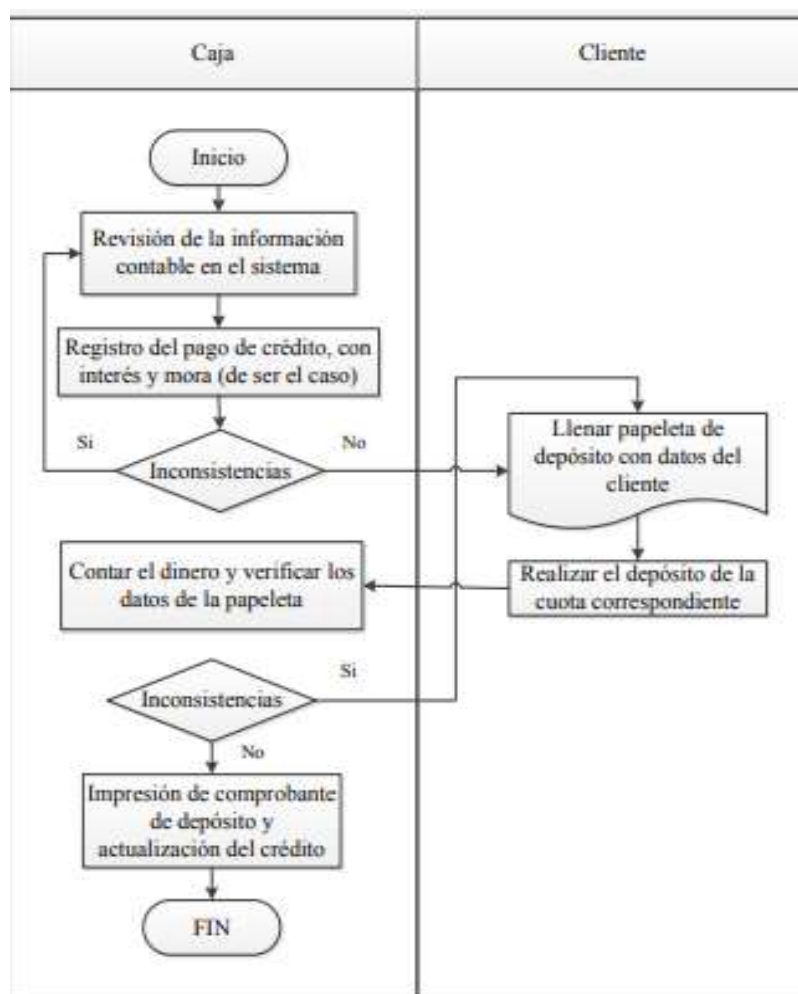 Caja
Cliente
Inicio
Revisión de la información
contable en el sistema
Registro del pago de crédito, con
interés y mora (de ser el caso)
Si
Inconsistencias
No
Llenar papeleta de
depósito con datos del
cliente
Realizar el depósito de la
cuota correspondiente
Contar el dinero y verificar los
datos de la papeleta
Inconsistencias
Si
No
Impresión de comprobante
de depósito y
actualización del crédito
FIN